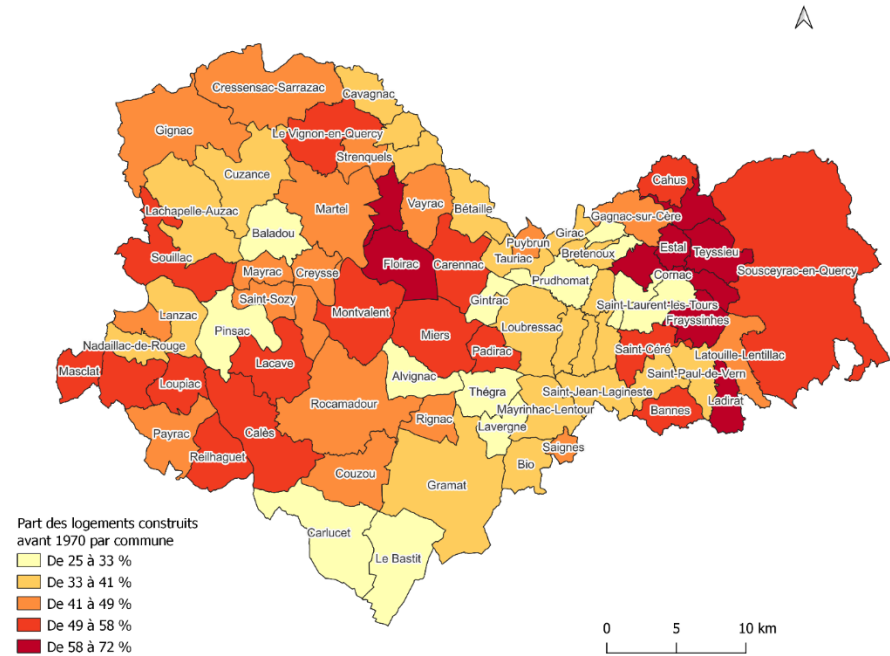 Cressensac-Sarrazac
Cavagnac
Gignac
Le Vignon-en-Quercy
Strenquels
Cuzance
Cahus
Lachapelle-Auzac
Martel
Vayrac
Bétaille
Gagnac-sur-Cère
Baladou
Puybrun
Girac
Souillac
Estal
Teyssieu
Bretenoux
Floirac
Carennac
Tauriac
Mayrac
Creysse
Prudhomat
Cornac
Sousceyrac-en-Quercy
Saint-Sozy
Gintrac
Saint-Laurent-les-Tours
Lanzac
Montvalent
Frayssinhes
Pinsac
Loubressac
Miers
Nadaillac-de-Rouge
Padirac
Saint-Céré
Latouille-Lentillac
Lacave
Masclat
Alvignac
Saint-Paul-de-Vern
Loupiac
Thégra
Saint-Jean-Lagineste
Rocamadour
Ladirat
Mayrinhac-Lentour
Bannes
Rignac
Lavergne
Payrac
Calès
Saignes
Reilhaguet
Bio
Couzou
Gramat
Carlucet
Le Bastit
Part des logements construits
avant 1970 par commune
De 25 à 33 %
De 33 à 41 %
De 41 à 49 %
De 49 à 58 %
De 58 à 72 %
0 5 10 km